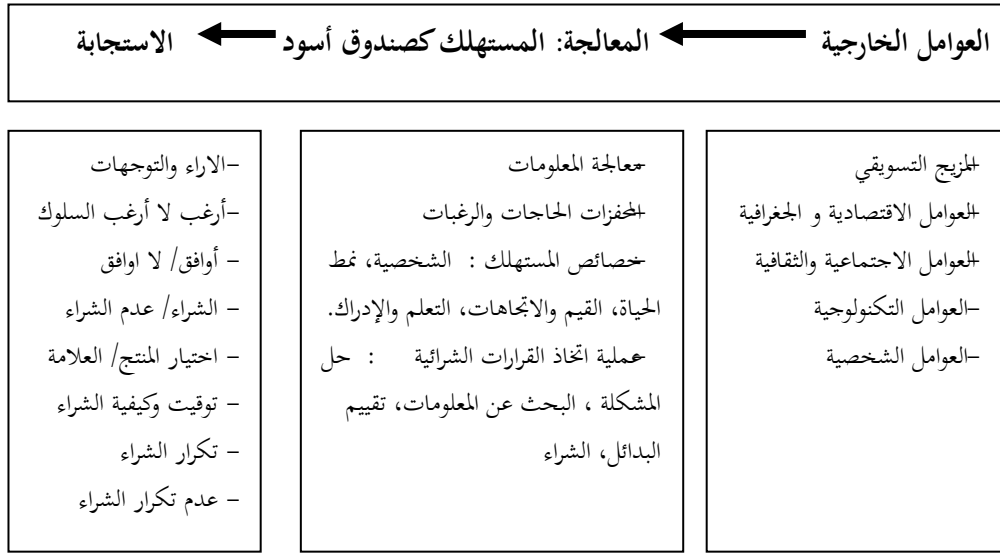 العوامل الخارجية
المعالجة: المستهلك كصندوق أسود
الاستجابة
-المزيج التسويقي
-العوامل الاقتصادية و الجغرافية
-العوامل الاجتماعية والثقافية
-العوامل التكنولوجية
-العوامل الشخصية
-معالجة المعلومات
-المحفزات الحاجات والرغبات
-خصائص المستهلك : الشخصية، نمط
الحياة، القيم والاتجاهات، التعلم والإدراك.
-عملية اتخاذ القرارات الشرائية : حل
المشكلة ، البحث عن المعلومات، تقييم
البدائل، الشراء
-الاراء والتوجهات
-أرغب لا أرغب السلوك
- أوافق/ لا اوافق
- الشراء/ عدم الشراء
- اختيار المنتج/ العلامة
- توقيت وكيفية الشراء
- تكرار الشراء
- عدم تكرار الشراء